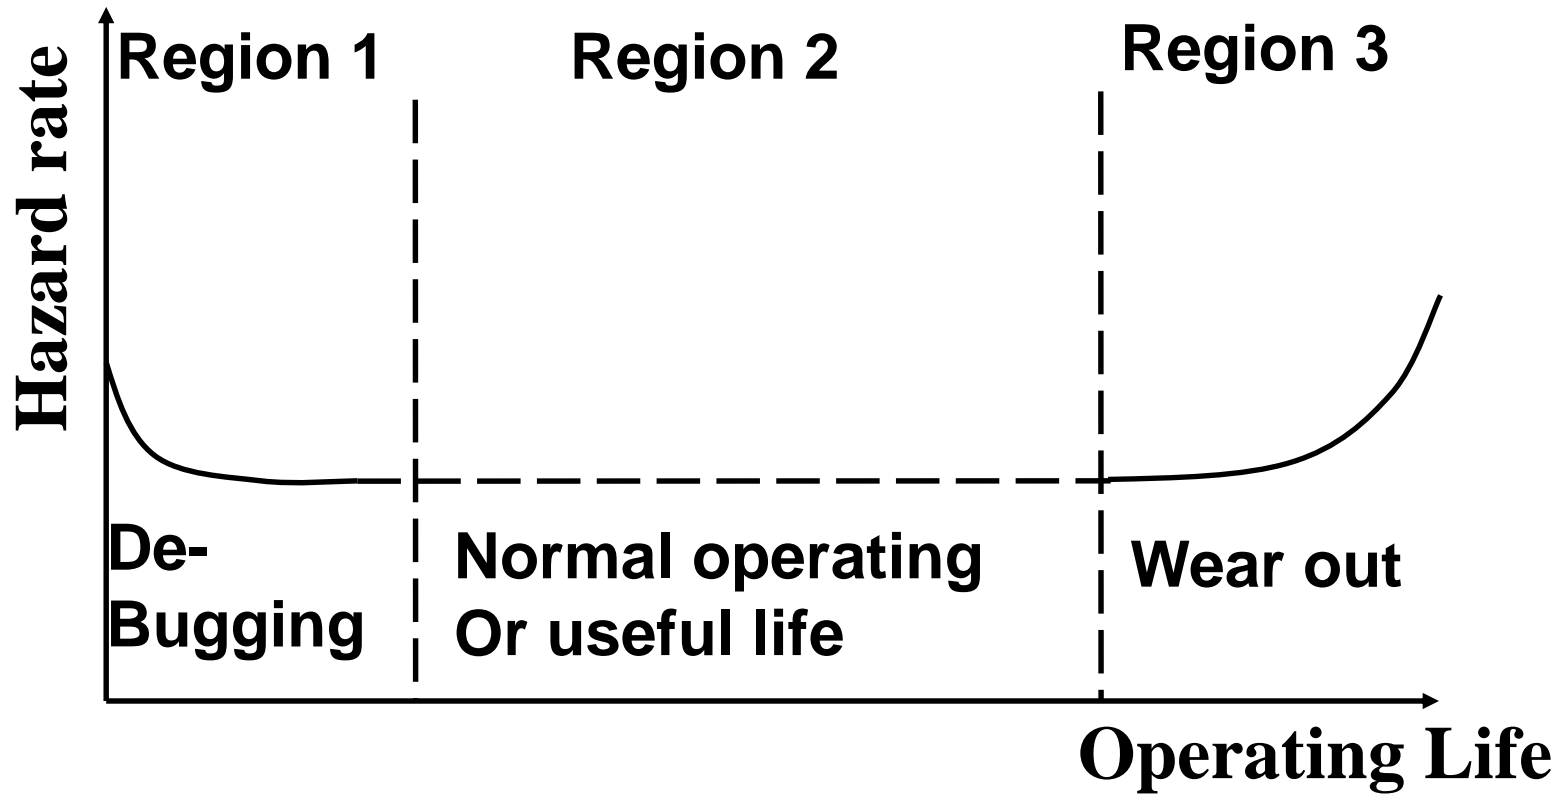 Region 1
Region 2
Region 3
Hazard rate
De-
Bugging
Normal operating
Or useful life
Wear out
Operating Life